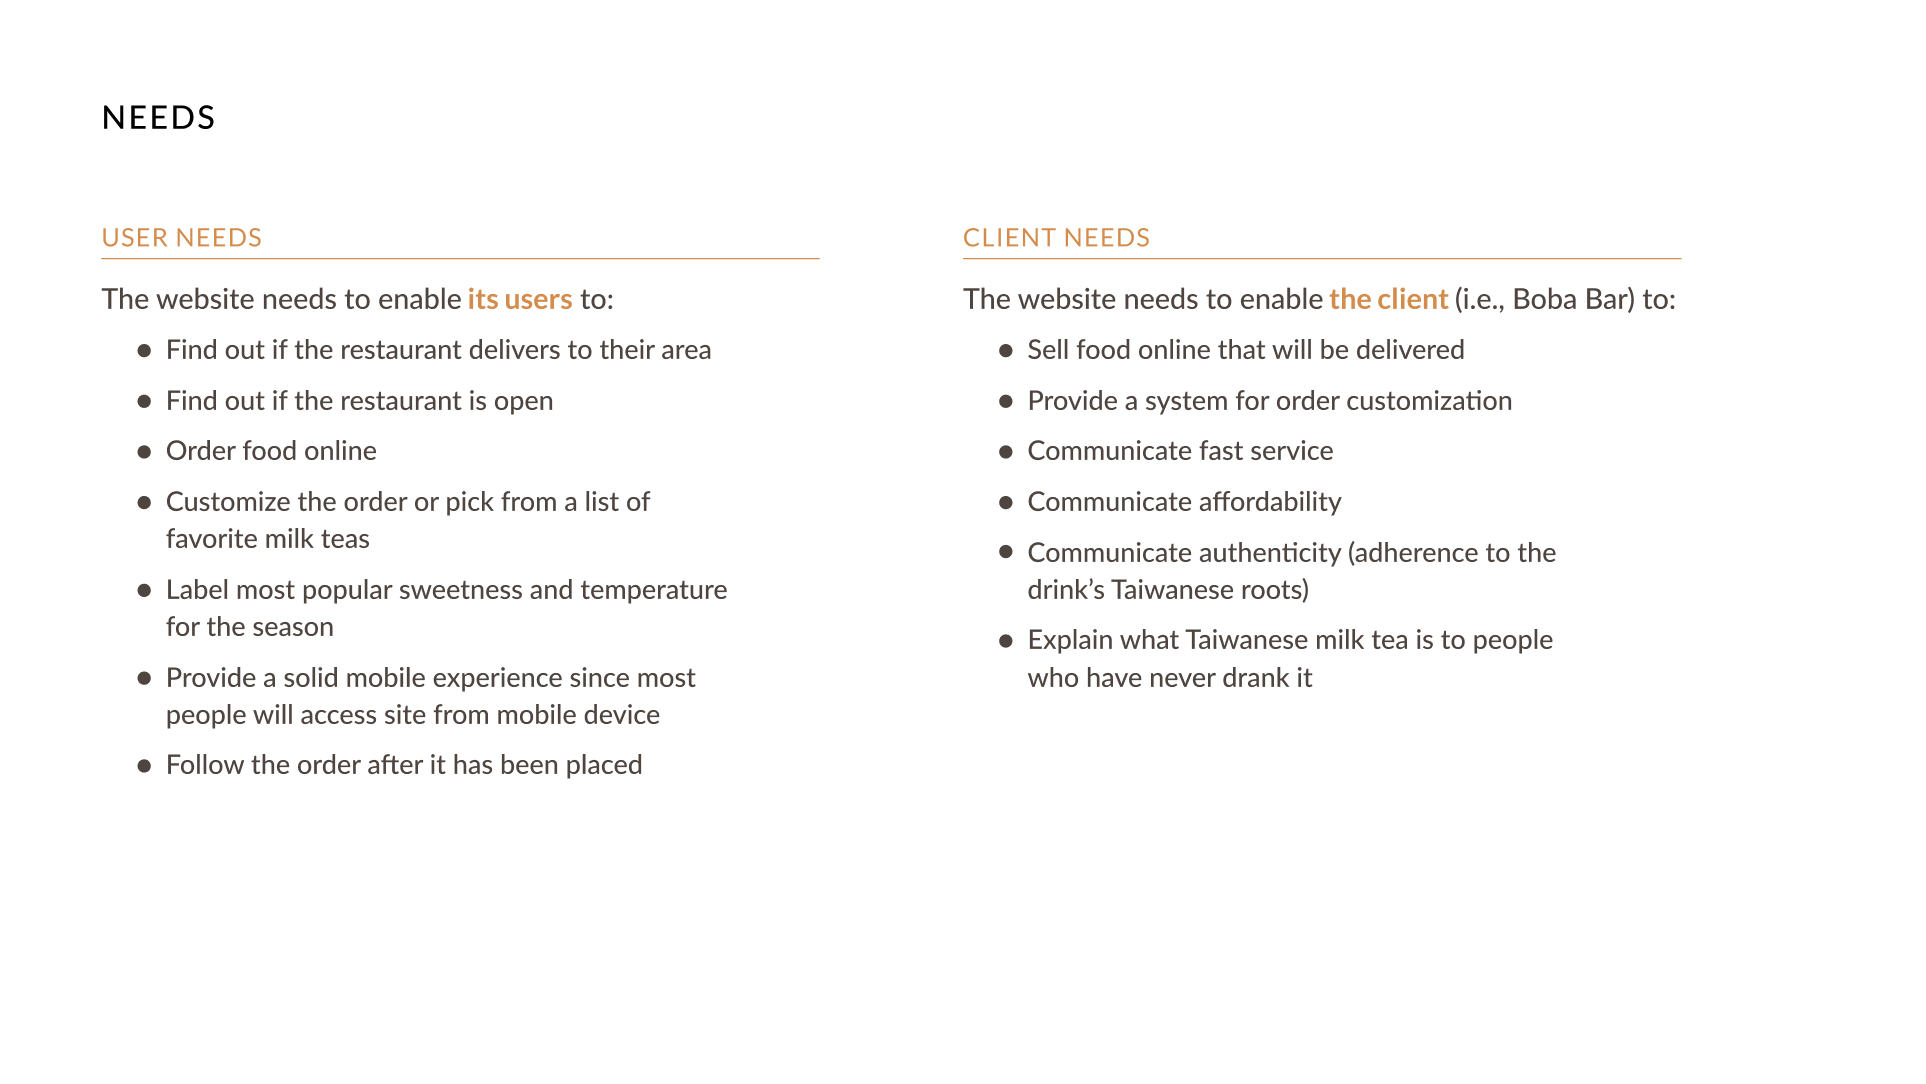 NEEDS
USER NEEDS
The website needs to enable its users to:
● Find out if the restaurant delivers to their area
● Find out if the restaurant is open
● Order food online
● Customize the order or pick from a list of
favorite milk teas
● Label most popular sweetness and temperature
for the season
● Provide a solid mobile experience since most
people will access site from mobile device
● Follow the order after it has been placed
CLIENT NEEDS
The website needs to enable the client (i.e., Boba Bar) to:
● Sell food online that will be delivered
● Provide a system for order customization
● Communicate fast service
● Communicate affordability
● Communicate authenticity (adherence to the
drink’s Taiwanese roots)
● Explain what Taiwanese milk tea is to people
who have never drank it